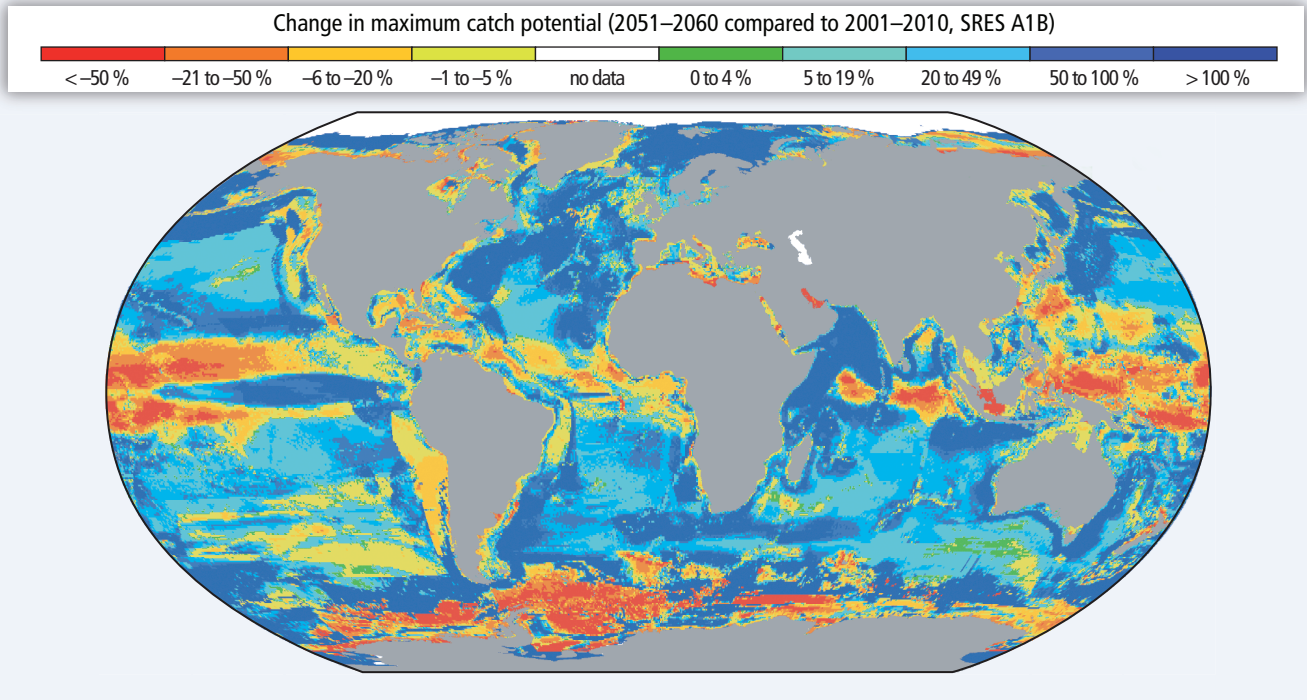 Change in maximum catch potential (2051–2060 compared to 2001–2010, SRES A1B)
< –50 % –21 to –50 % –6 to –20 % –1 to –5 % no data 0 to 4 % 5 to 19 % 20 to 49 % 50 to 100 % > 100 %